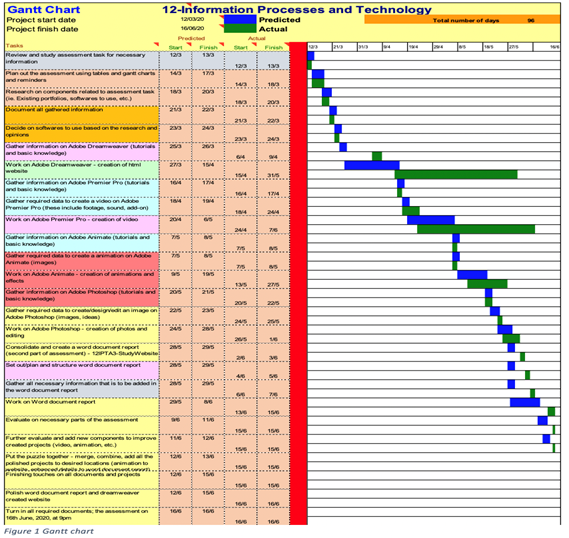 Gantt Chart 12-Information Processes and Technology
Project start date 12/03/20 Predicted Total number of days 96
Project finish date 16/06/20 Actual
Predicted Actual
Tasks Start Finish Start Finish 12/3 21/3 31/3 9/4 18/4 28/4 7/5 18/5 27/5 16/6
Review and study assessment task for necessary 12/3 13/3
information 12/3 13/3
Plan out the assessment using tables and gantt charts 14/3 17/3
and reminders 14/3 18/3
Research on components related to assessment task 18/3 20/3
(ie. Existing portfolios, softwares to use, etc.) 18/3 20/3
Document all gathered information 21/3 22/3
21/3 22/3
Decide on softwares to use based on the research and 23/3 24/3
opinions 23/3 24/3
Gather information on Adobe Dreamweaver (tutorials 25/3 26/3
and basic knowledge) 6/4 9/4
Work on Adobe Dreamweaver - creation of html 27/3 15/4
website 15/4 31/5
Gather information on Adobe Premier Pro (tutorials 16/4 17/4
and basic knowledge) 16/4 17/4
Gather required data to create a video on Adobe 18/4 19/4
Premier Pro (these include footage, sound, add-on) 18/4 24/4
Work on Adobe Premier Pro - creation of video 20/4 6/5
24/4 7/6
Gather information on Adobe Animate (tutorials and 7/5 8/5
basic knowledge) 7/5 8/5
Gather required data to create a animation on Adobe 7/5 8/5
Animate (images) 7/5 8/5
Work on Adobe Animate - creation of animations and 9/5 19/5
effects 13/5 27/5
Gather information on Adobe Photoshop (tutorials and 20/5 21/5
basic knowledge) 20/5 22/5
Gather required data to create/design/edit an image on 22/5 23/5
Adobe Photoshop (images, ideas) 24/5 25/5
Work on Adobe Photoshop - creation of photos and 24/5 28/5
editing 26/5 1/6
Consolidate and create a word document report 28/5 29/5
(second part of assessment) - 12IPTA3-StudyWebsite 2/6 3/6
Set out/plan and structure word document report 28/5 29/5
4/6 5/6
Gather all necessary information that is to be added in 28/5 29/5
the word document report 6/6 7/6
Work on Word document report 29/5 8/6
13/6 15/6
Evaluate on necessary parts of the assessment 9/6 11/6
15/6 15/6
Further evaluate and add new components to improve 11/6 12/6
created projects (video, animation, etc.) 15/6 15/6
Put the puzzle together - merge, combine, add all the 12/6 13/6
polished projects to desired locations (animation to
15/6 15/6
Finishing touches on all documents and projects 12/6 15/6
15/6 15/6
Polish word document report and dreamweaver 12/6 15/6
created website 16/6 16/6
Turn in all required documents; the assessment on 16/6 16/6
16th June, 2020, at 9pm 16/6 16/6
Figure 1 Gantt chart